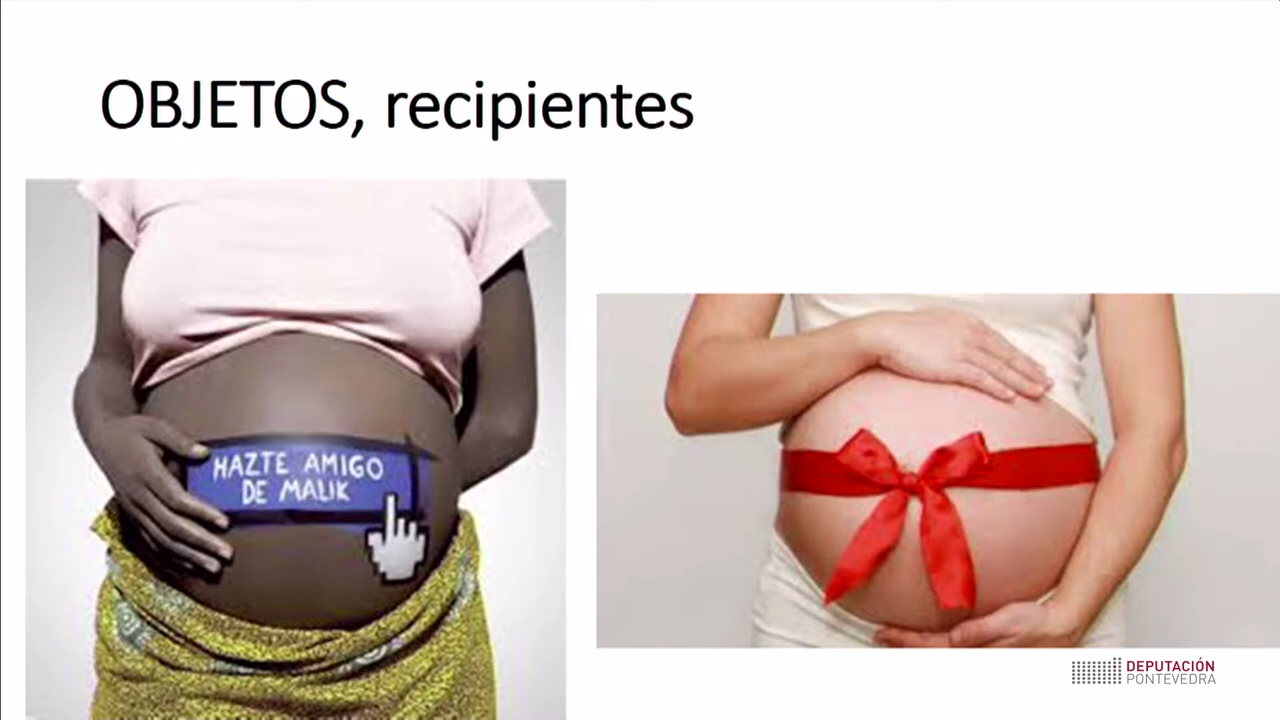 OBJETOS, recipientes
HAZTE AMIGO
DE MALIK
DEPUTACIÓN
PONTEVEDRA